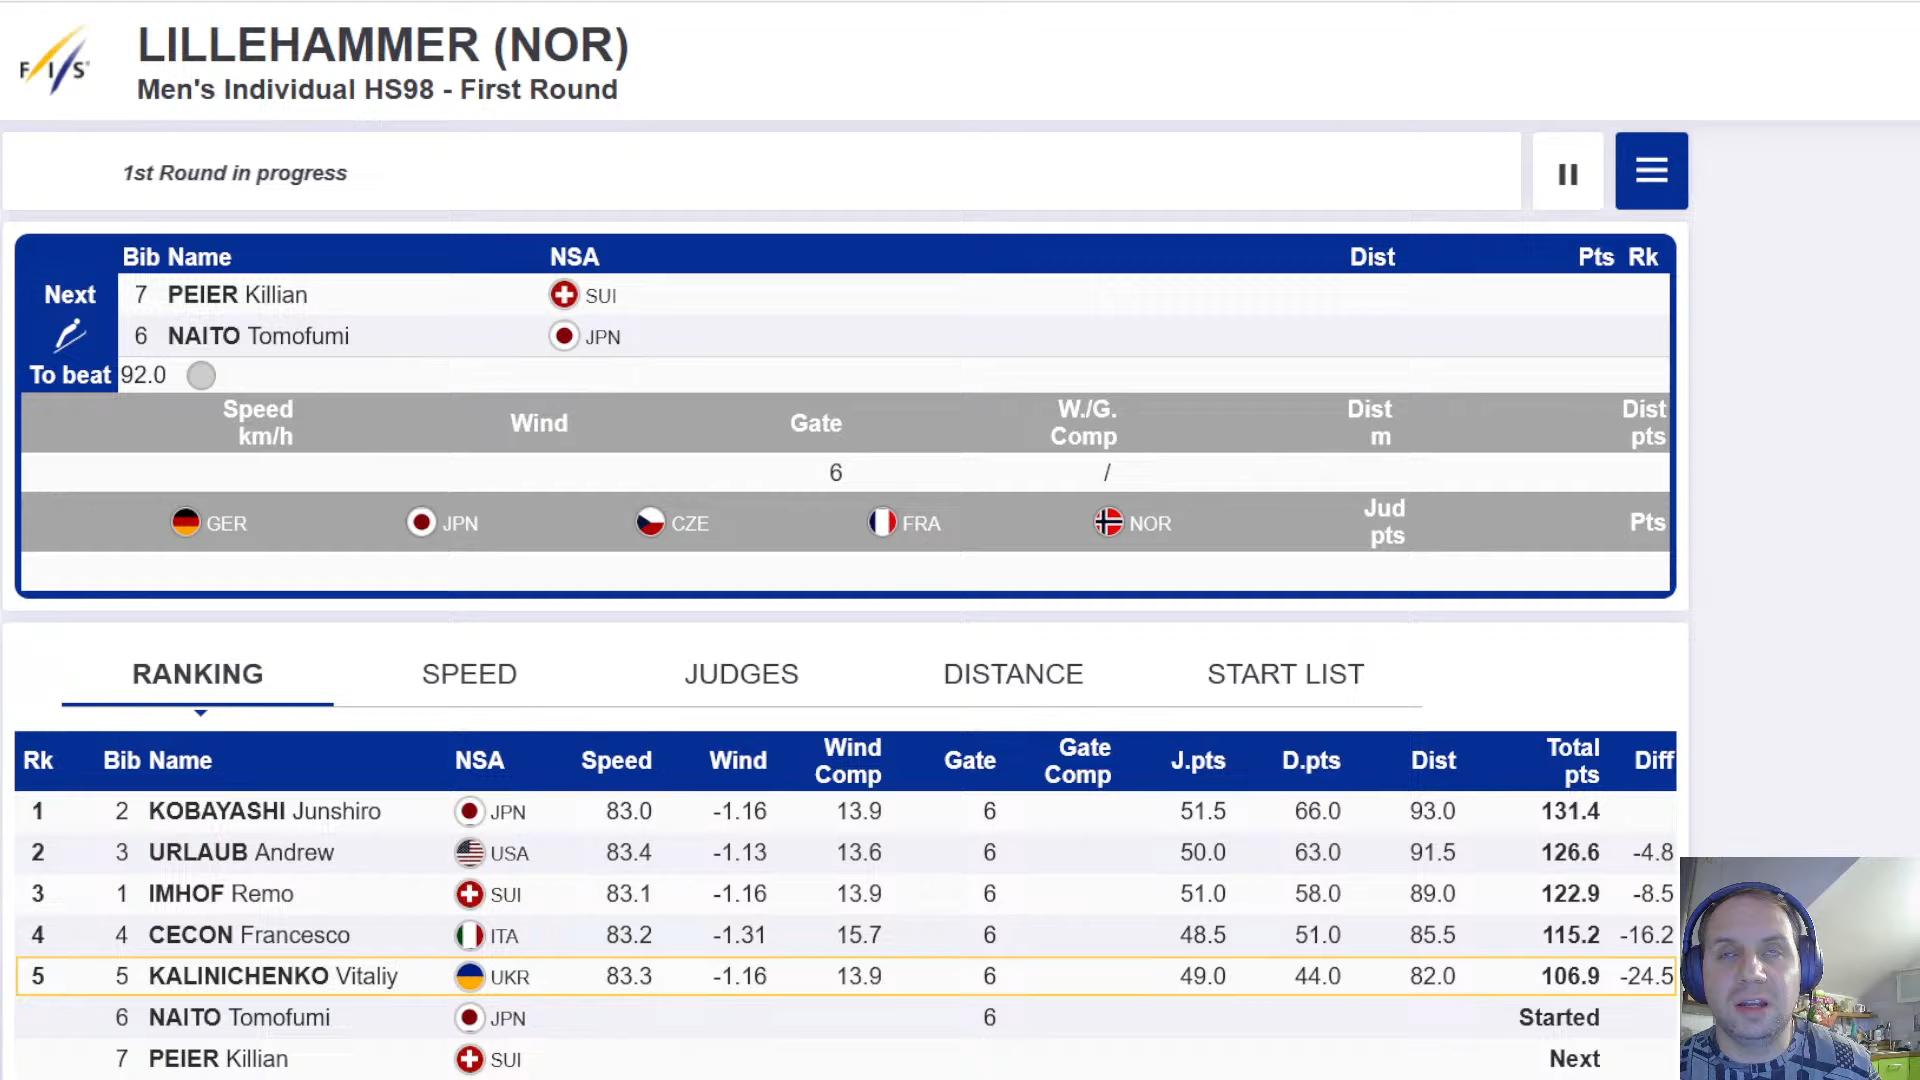 FIS
LILLEHAMMER (NOR)
Men's Individual HS98 - First Round
1st Round in progress
Bib Name NSA Dist Pts Rk
Next 7 PEIER Killian SUI
6 NAITO Tomofumi JPN
To beat 92.0
Speed km/h Wind Gate W./G. Comp Dist m Dist pts
6 /
GER JPN CZE FRA NOR Jud pts Pts
RANKING SPEED JUDGES DISTANCE START LIST
Rk Bib Name NSA Speed Wind Wind Comp Gate Gate Comp J.pts D.pts Dist Total pts Diff
1 2 KOBAYASHI Junshiro JPN 83.0 -1.16 13.9 6 51.5 66.0 93.0 131.4
2 3 URLAUB Andrew USA 83.4 -1.13 13.6 6 50.0 63.0 91.5 126.6 -4.8
3 1 IMHOF Remo SUI 83.1 -1.16 13.9 6 51.0 58.0 89.0 122.9 -8.5
4 4 CECON Francesco ITA 83.2 -1.31 15.7 6 48.5 51.0 85.5 115.2 -16.2
5 5 KALINICHENKO Vitaliy UKR 83.3 -1.16 13.9 6 49.0 44.0 82.0 106.9 -24.5
6 NAITO Tomofumi JPN 6 Started
7 PEIER Killian SUI Next